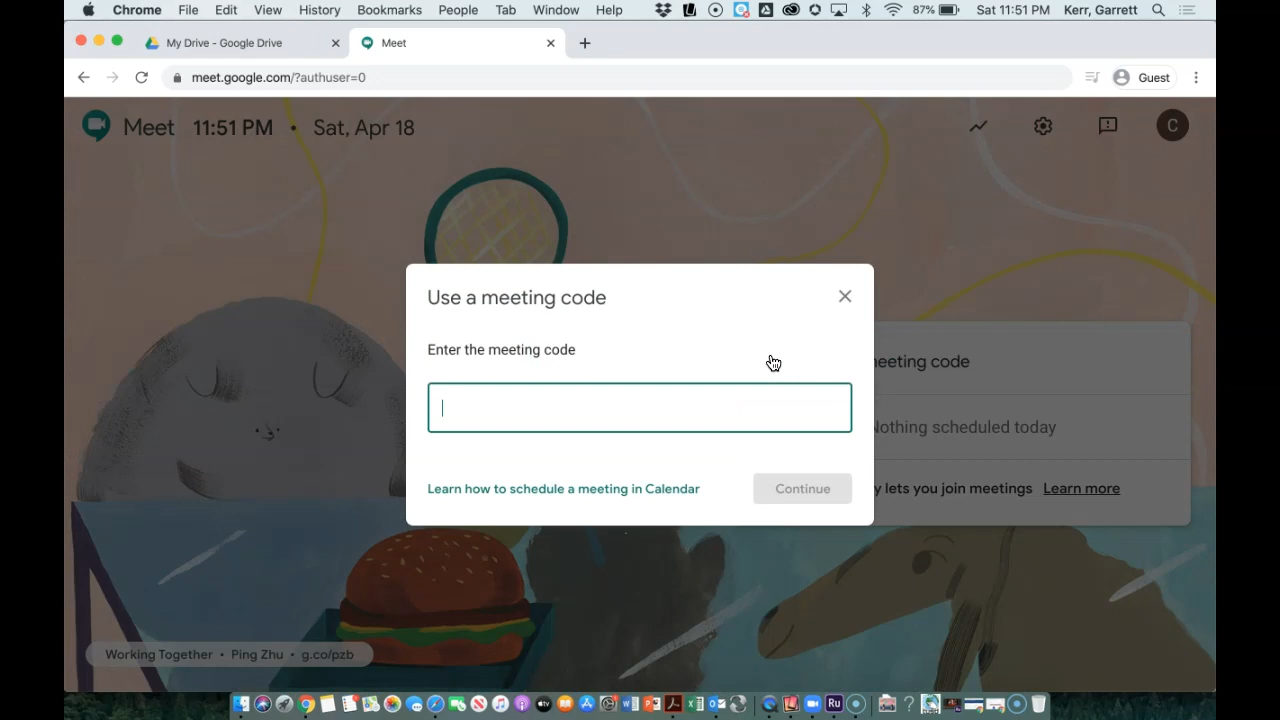 Chrome File Edit View History Bookmarks People Tab Window Help 87% Sat 11:51 PM Kerr, Garrett
My Drive - Google Drive Meet
meet.google.com/?authuser=0 Guest
Meet 11:51 PM • Sat, Apr 18 C
Use a meeting code
Enter the meeting code
eeting code
Nothing scheduled today
Learn how to schedule a meeting in Calendar Continue
y lets you join meetings Learn more
Working Together • Ping Zhu • g.co/pzb
W P X Ru ?